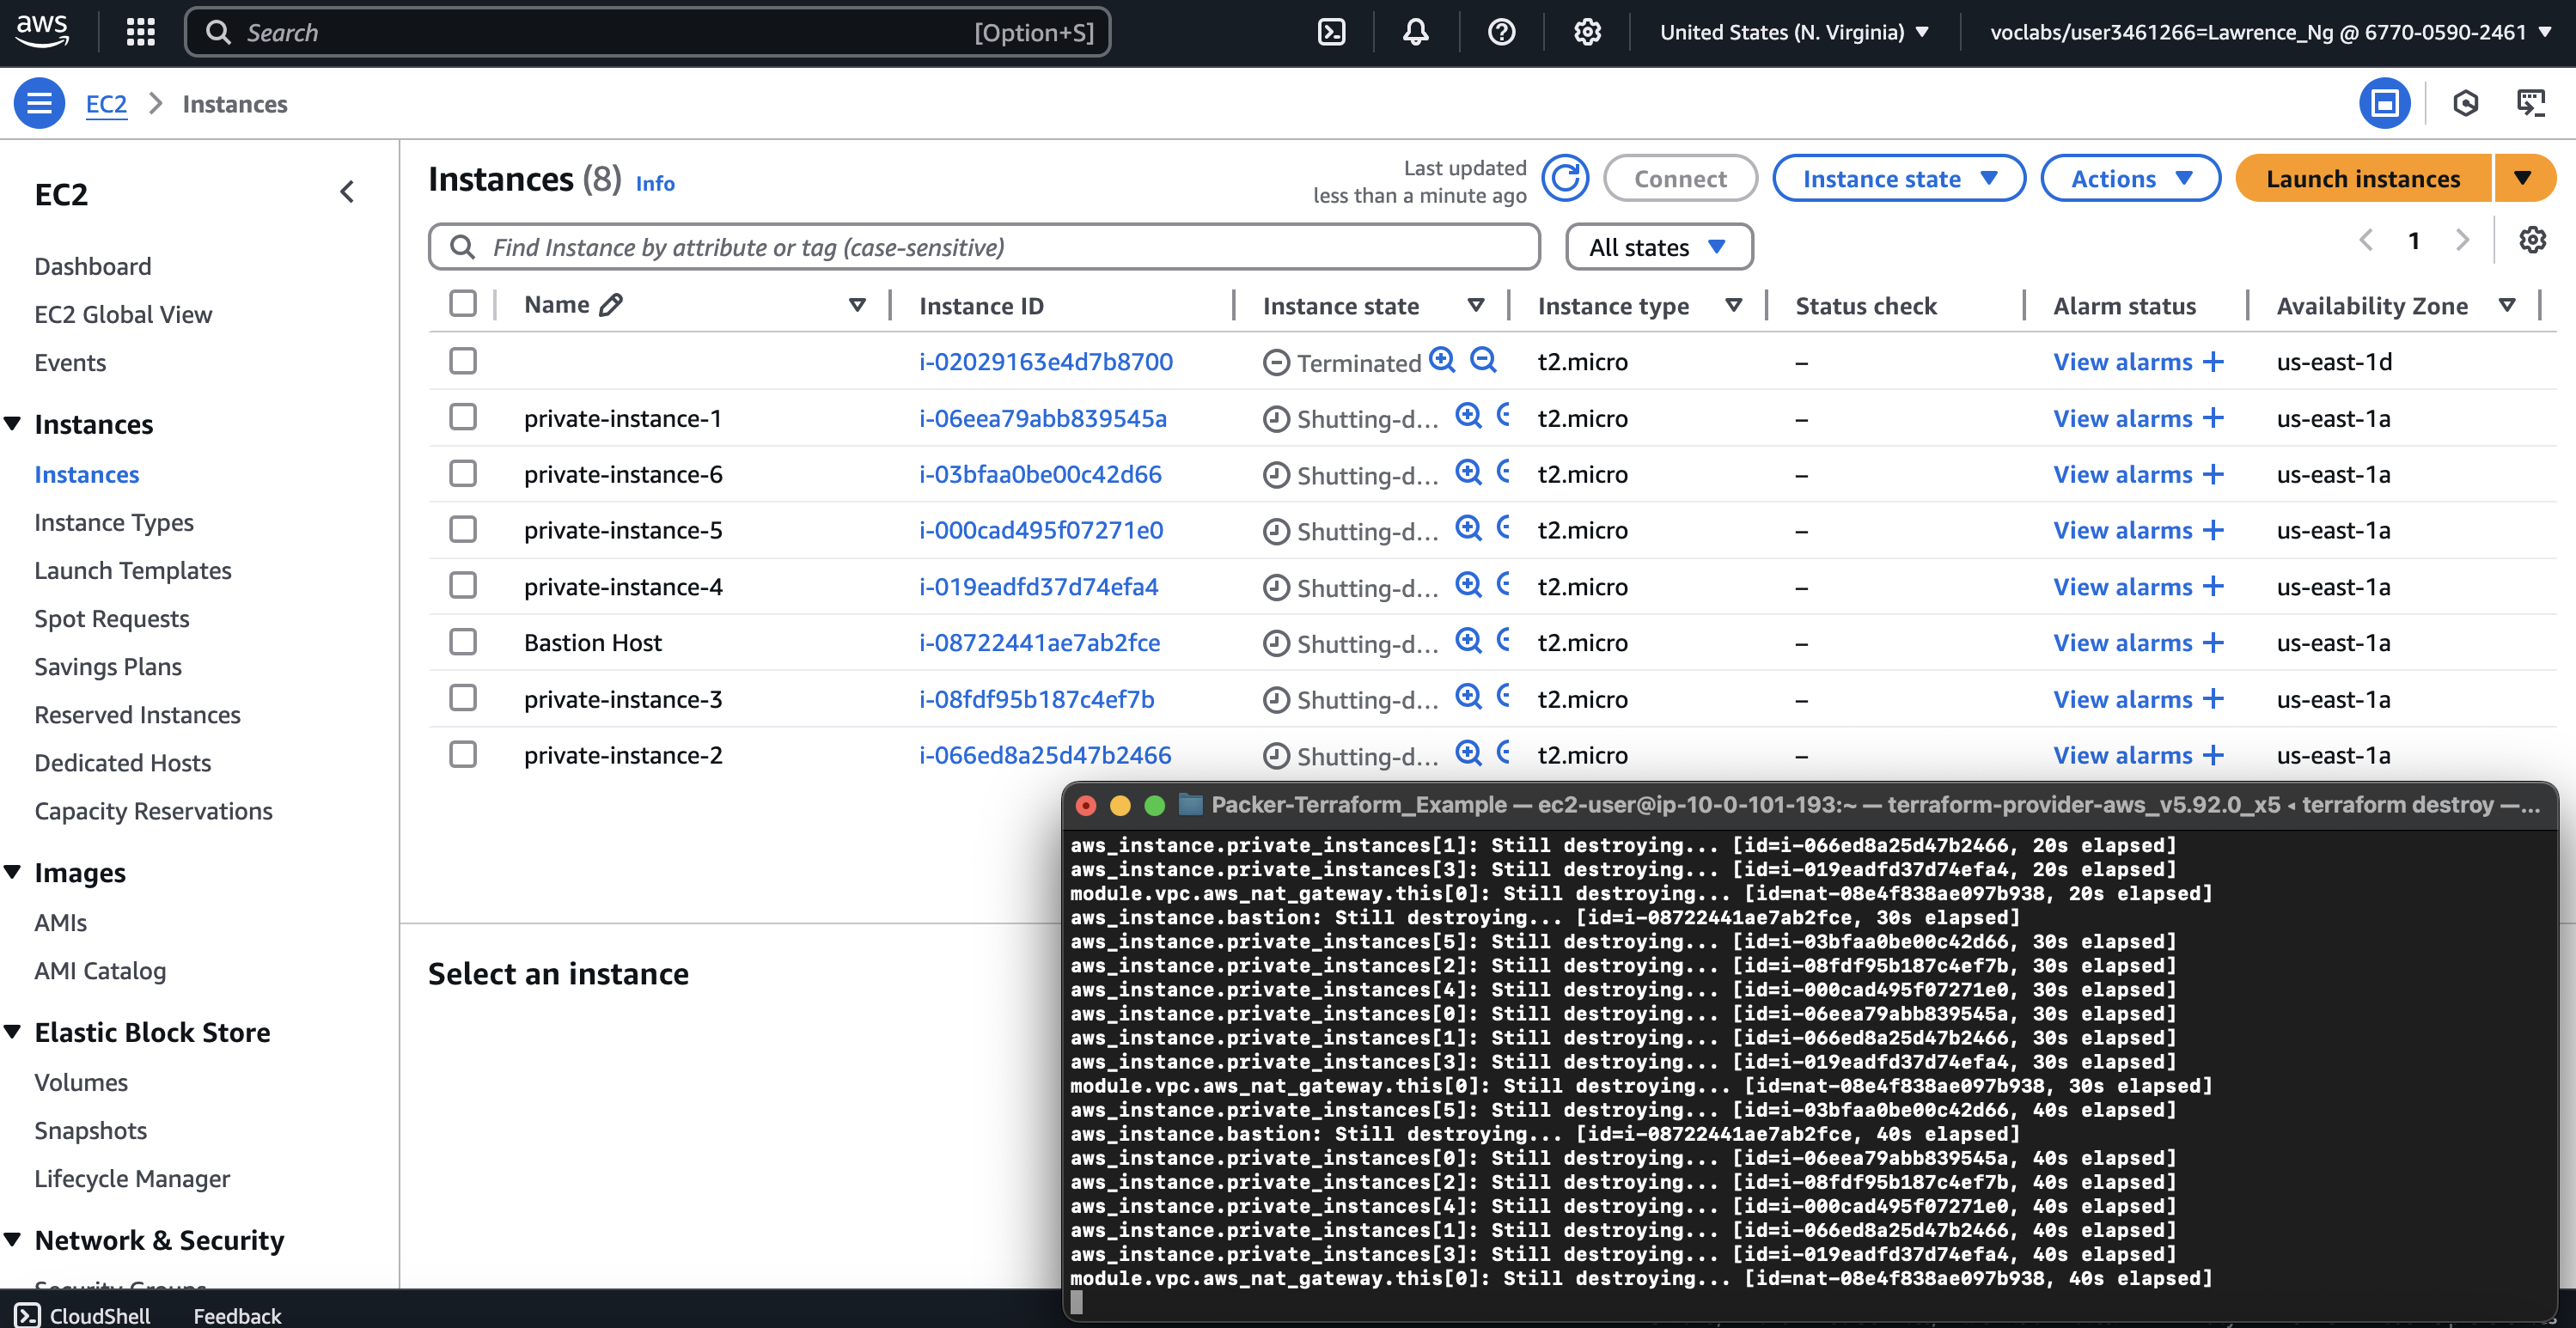 aws
Search [Option+S]
United States (N. Virginia)
voclabs/user3461266=Lawrence_Ng @ 6770-0590-2461
EC2 > Instances
EC2
Dashboard
EC2 Global View
Events
Instances
Instances
Instance Types
Launch Templates
Spot Requests
Savings Plans
Reserved Instances
Dedicated Hosts
Capacity Reservations
Images
AMIs
AMI Catalog
Elastic Block Store
Volumes
Snapshots
Lifecycle Manager
Network & Security
Security Groups
Instances (8) Info
Last updated
less than a minute ago
Connect
Instance state
Actions
Launch instances
Find Instance by attribute or tag (case-sensitive)
All states
1
Name Instance ID Instance state Instance type Status check Alarm status Availability Zone
i-02029163e4d7b8700 Terminated t2.micro – View alarms + us-east-1d
private-instance-1 i-06eea79abb839545a Shutting-d... t2.micro – View alarms + us-east-1a
private-instance-6 i-03bfaa0be00c42d66 Shutting-d... t2.micro – View alarms + us-east-1a
private-instance-5 i-000cad495f07271e0 Shutting-d... t2.micro – View alarms + us-east-1a
private-instance-4 i-019eadfd37d74efa4 Shutting-d... t2.micro – View alarms + us-east-1a
Bastion Host i-08722441ae7ab2fce Shutting-d... t2.micro – View alarms + us-east-1a
private-instance-3 i-08fdf95b187c4ef7b Shutting-d... t2.micro – View alarms + us-east-1a
private-instance-2 i-066ed8a25d47b2466 Shutting-d... t2.micro – View alarms + us-east-1a
Select an instance
Packer-Terraform_Example — ec2-user@ip-10-0-101-193:~ — terraform-provider-aws_v5.92.0_x5 ◂ terraform destroy —...
aws_instance.private_instances[1]: Still destroying... [id=i-066ed8a25d47b2466, 20s elapsed]
aws_instance.private_instances[3]: Still destroying... [id=i-019eadfd37d74efa4, 20s elapsed]
module.vpc.aws_nat_gateway.this[0]: Still destroying... [id=nat-08e4f838ae097b938, 20s elapsed]
aws_instance.bastion: Still destroying... [id=i-08722441ae7ab2fce, 30s elapsed]
aws_instance.private_instances[5]: Still destroying... [id=i-03bfaa0be00c42d66, 30s elapsed]
aws_instance.private_instances[2]: Still destroying... [id=i-08fdf95b187c4ef7b, 30s elapsed]
aws_instance.private_instances[4]: Still destroying... [id=i-000cad495f07271e0, 30s elapsed]
aws_instance.private_instances[0]: Still destroying... [id=i-06eea79abb839545a, 30s elapsed]
aws_instance.private_instances[1]: Still destroying... [id=i-066ed8a25d47b2466, 30s elapsed]
aws_instance.private_instances[3]: Still destroying... [id=i-019eadfd37d74efa4, 30s elapsed]
module.vpc.aws_nat_gateway.this[0]: Still destroying... [id=nat-08e4f838ae097b938, 30s elapsed]
aws_instance.private_instances[5]: Still destroying... [id=i-03bfaa0be00c42d66, 40s elapsed]
aws_instance.bastion: Still destroying... [id=i-08722441ae7ab2fce, 40s elapsed]
aws_instance.private_instances[0]: Still destroying... [id=i-06eea79abb839545a, 40s elapsed]
aws_instance.private_instances[2]: Still destroying... [id=i-08fdf95b187c4ef7b, 40s elapsed]
aws_instance.private_instances[4]: Still destroying... [id=i-000cad495f07271e0, 40s elapsed]
aws_instance.private_instances[1]: Still destroying... [id=i-066ed8a25d47b2466, 40s elapsed]
aws_instance.private_instances[3]: Still destroying... [id=i-019eadfd37d74efa4, 40s elapsed]
module.vpc.aws_nat_gateway.this[0]: Still destroying... [id=nat-08e4f838ae097b938, 40s elapsed]
CloudShell Feedback